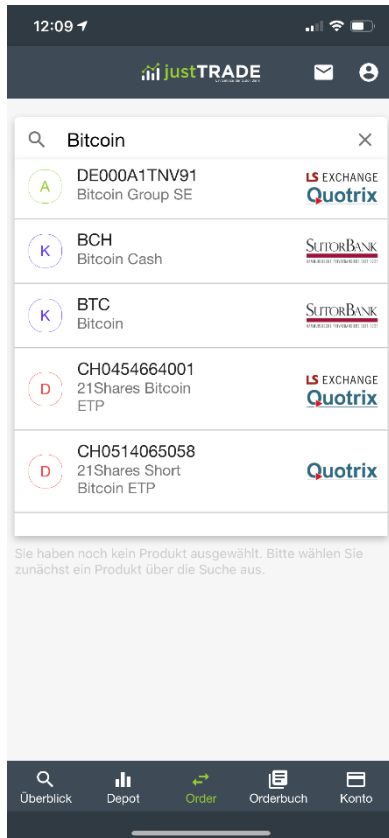 12:09
justTRADE
Bitcoin
A
DE000A1TNV91
Bitcoin Group SE
LS EXCHANGE
Quotrix
K
BCH
Bitcoin Cash
SUTORBANK
K
BTC
Bitcoin
SUTORBANK
D
CH0454664001
21Shares Bitcoin
ETP
LS EXCHANGE
Quotrix
D
CH0514065058
21Shares Short
Bitcoin ETP
Quotrix
Sie haben noch kein Produkt ausgewählt. Bitte wählen Sie
zunächst ein Produkt über die Suche aus.
Überblick
Depot
Order
Orderbuch
Konto